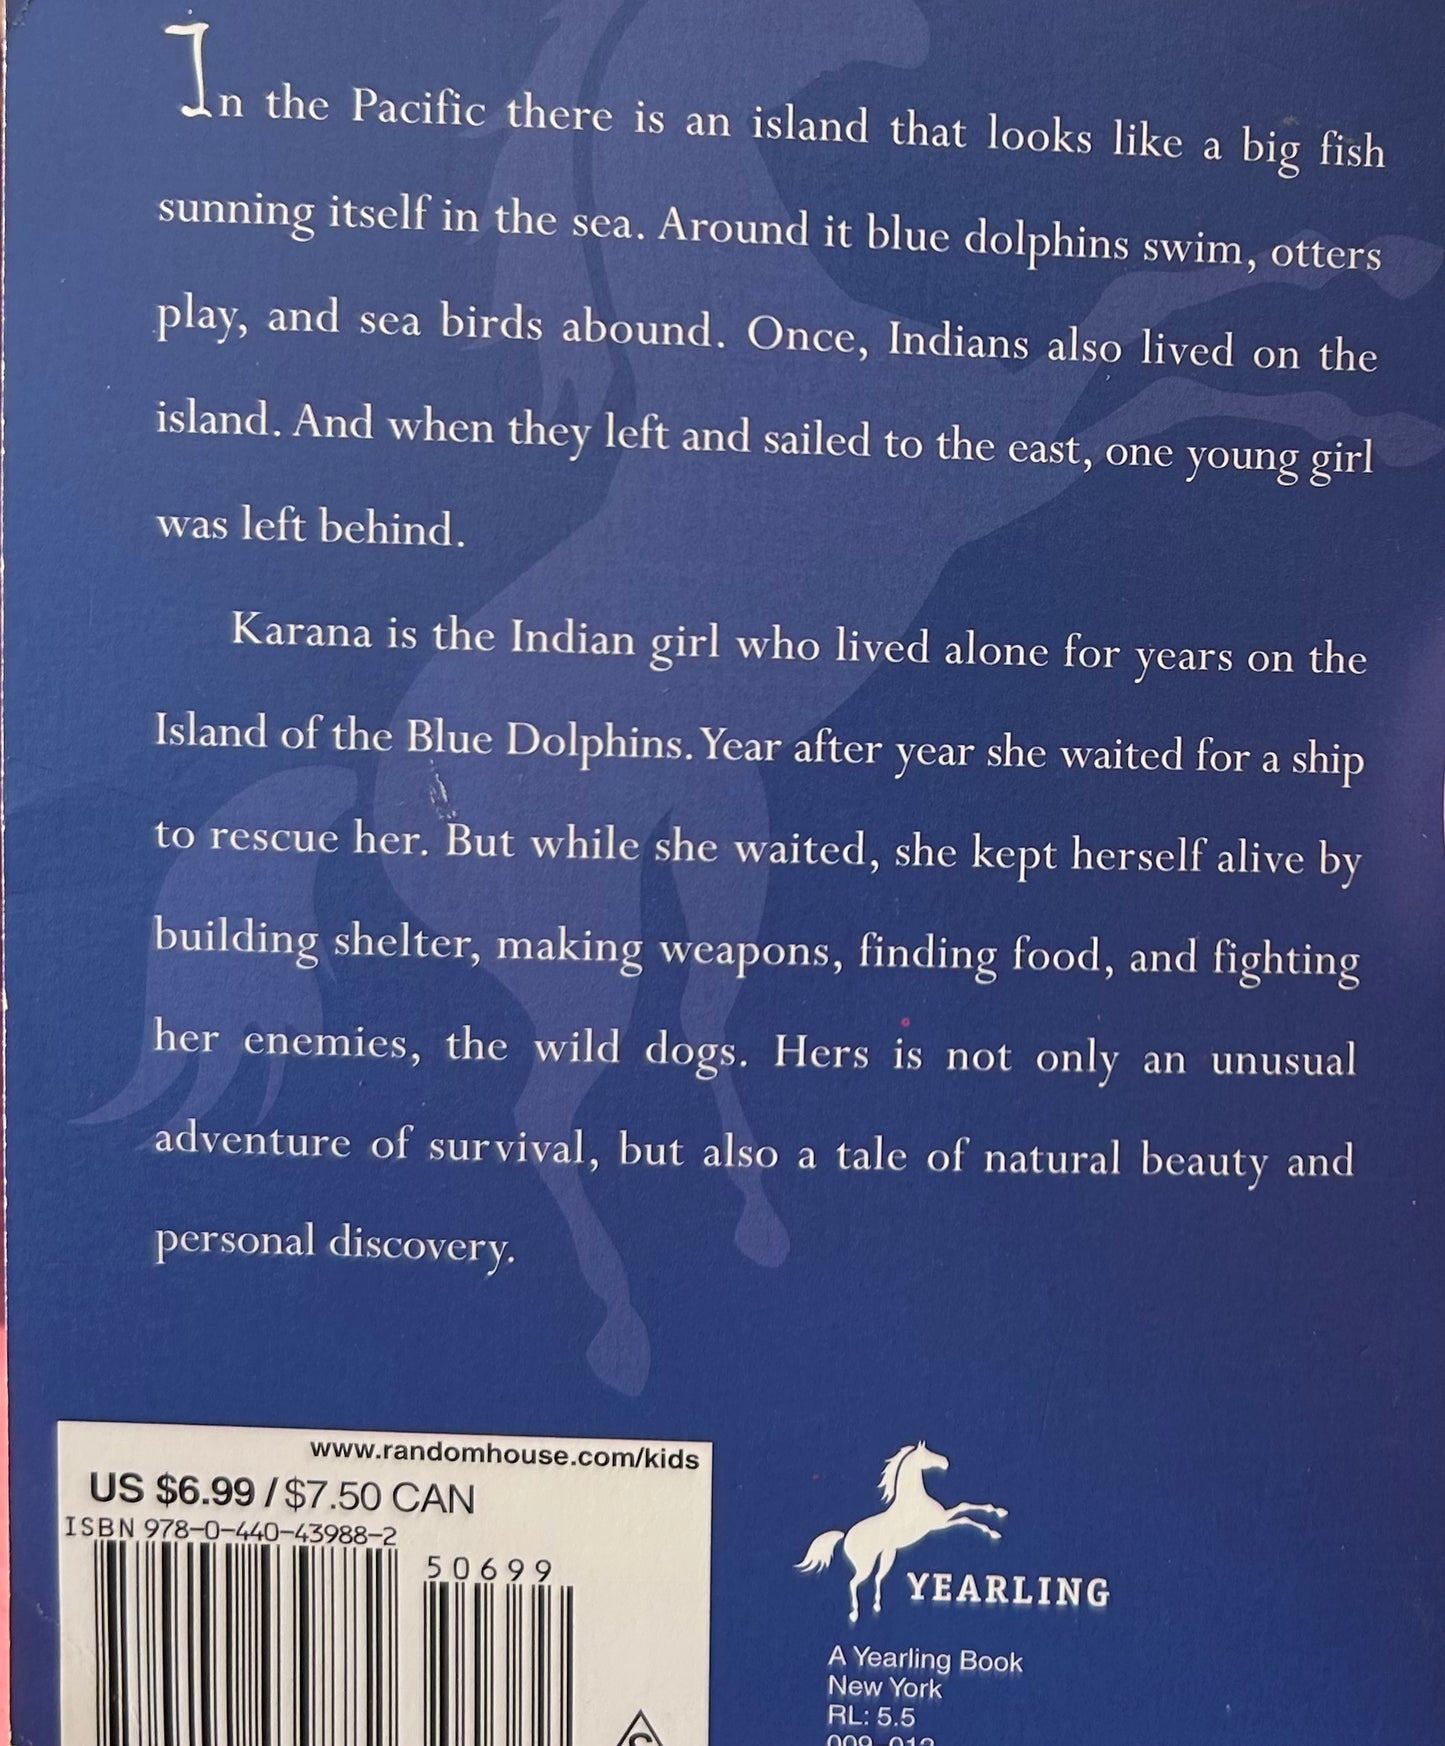 In the Pacific there is an island that looks like a big fish
sunning itself in the sea. Around it blue dolphins swim, otters
play, and sea birds abound. Once, Indians also lived on the
island. And when they left and sailed to the east, one young girl
was left behind.
Karana is the Indian girl who lived alone for years on the
Island of the Blue Dolphins. Year after year she waited for a ship
to rescue her. But while she waited, she kept herself alive by
building shelter, making weapons, finding food, and fighting
her enemies, the wild dogs. Hers is not only an unusual
adventure of survival, but also a tale of natural beauty and
personal discovery.
www.randomhouse.com/kids
US $6.99 / $7.50 CAN
ISBN 978-0-440-43988-2
50699
YEARLING
A Yearling Book
New York
RL: 5.5
009–012